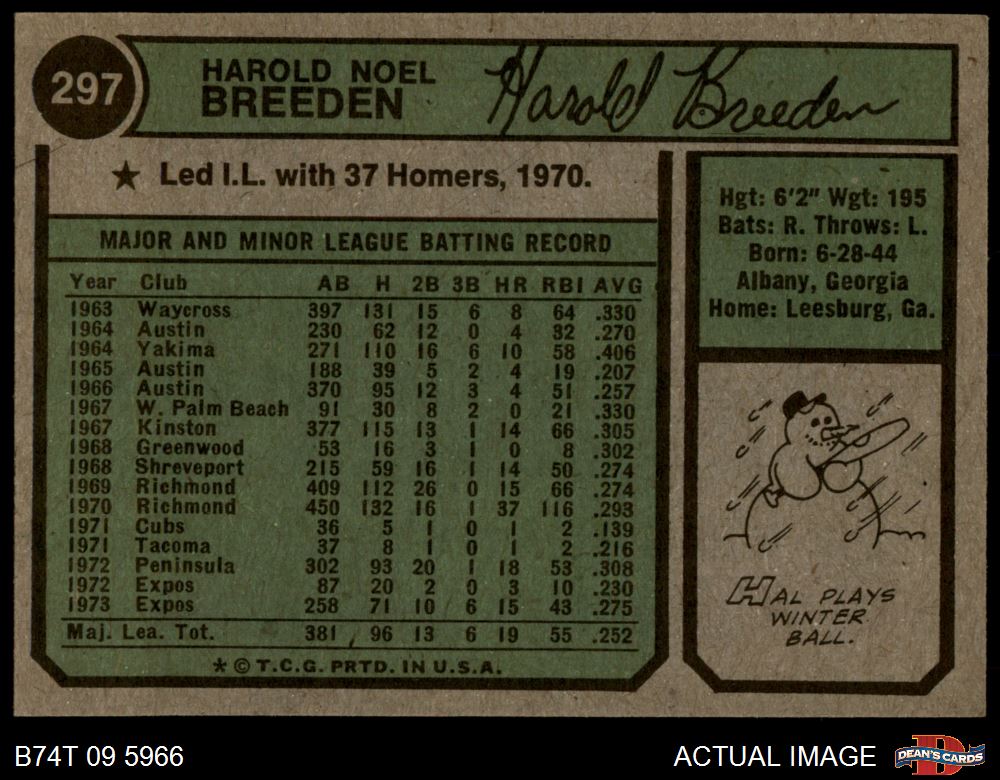 297
HAROLD NOEL
BREEDEN
Harold Breeden
★ Led I.L. with 37 Homers, 1970.
MAJOR AND MINOR LEAGUE BATTING RECORD
Year Club AB H 2B 3B HR RBI AVG
1963 Waycross 397 131 15 6 8 64 .330
1964 Austin 230 62 12 0 4 32 .270
1964 Yakima 271 110 16 6 10 58 .406
1965 Austin 188 39 5 2 4 19 .207
1966 Austin 370 95 12 3 4 51 .257
1967 W. Palm Beach 91 30 8 2 0 21 .330
1967 Kinston 377 115 13 1 14 66 .305
1968 Greenwood 53 16 3 1 0 8 .302
1968 Shreveport 215 59 16 1 14 50 .274
1969 Richmond 409 112 26 0 15 66 .274
1970 Richmond 450 132 16 1 37 116 .293
1971 Cubs 36 5 1 0 1 2 .139
1971 Tacoma 37 8 1 0 1 2 .216
1972 Peninsula 302 93 20 1 18 53 .308
1972 Expos 87 20 2 0 3 10 .230
1973 Expos 258 71 10 6 15 43 .275
Maj. Lea. Tot. 381 96 13 6 19 55 .252
* © T.C.G. PRTD. IN U.S.A.
Hgt: 6'2" Wgt: 195
Bats: R. Throws: L.
Born: 6-28-44
Albany, Georgia
Home: Leesburg, Ga.
HAL PLAYS
WINTER
BALL.
B74T 09 5966
ACTUAL IMAGE
D
DEAN'S CARDS